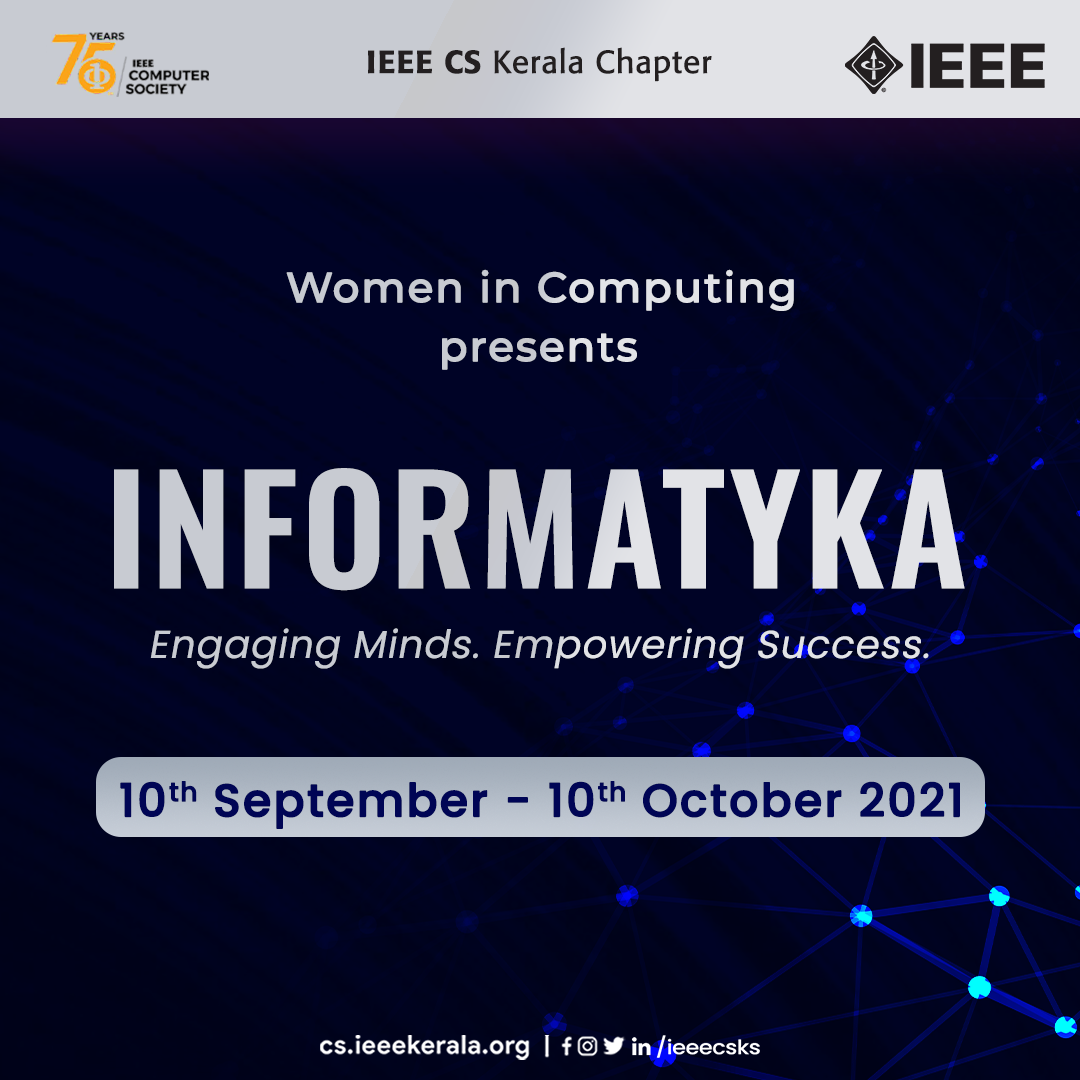 75 YEARS
IEEE
COMPUTER
SOCIETY
IEEE CS Kerala Chapter
IEEE
Women in Computing
presents
INFORMATYKA
Engaging Minds. Empowering Success.
10th September - 10th October 2021
cs.ieeekerala.org | /ieeecsks